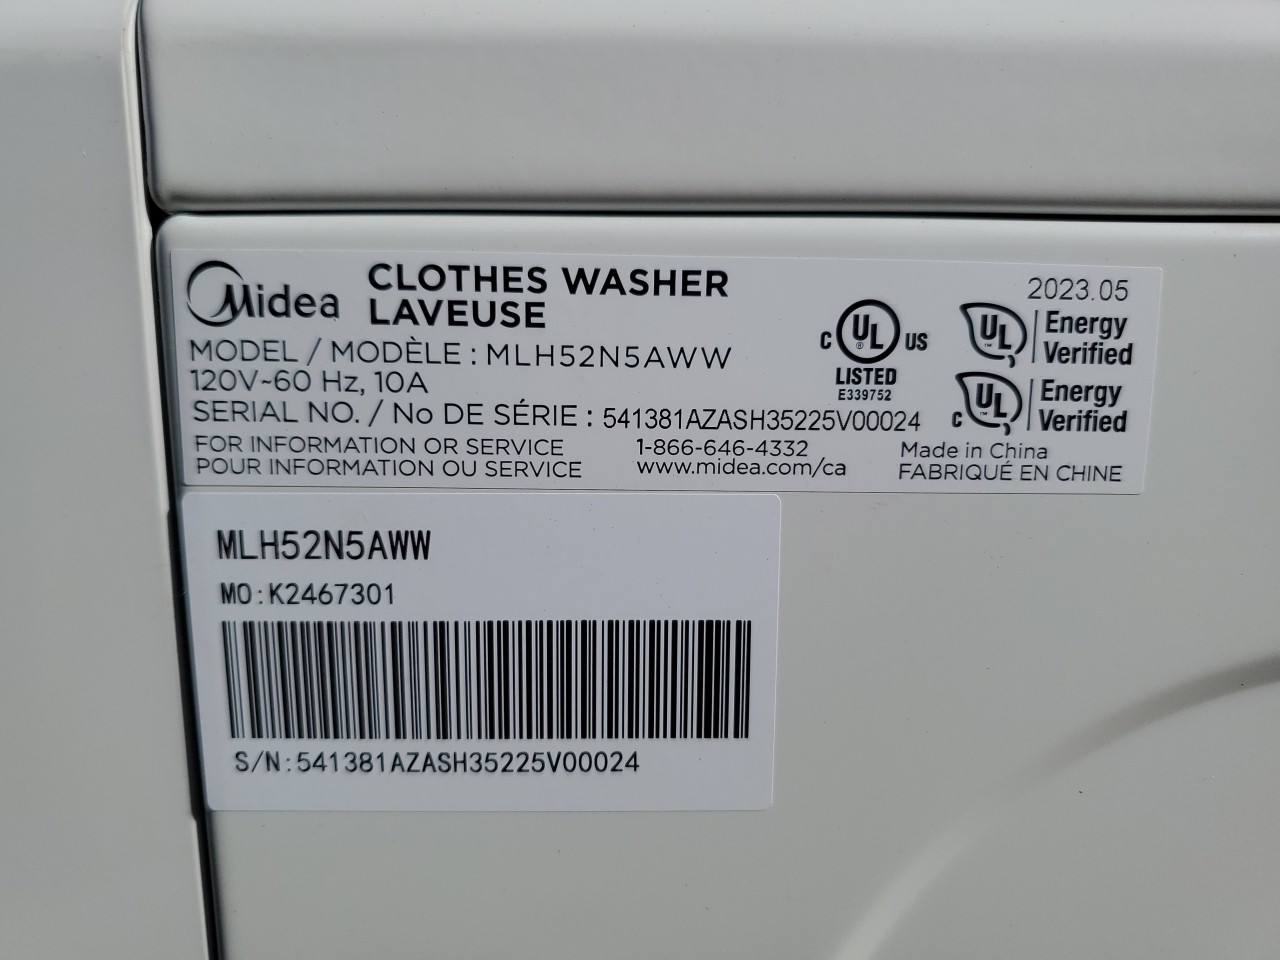 Midea CLOTHES WASHER
LAVEUSE
2023.05
MODEL / MODÈLE : MLH52N5AWW
120V~60 Hz, 10A
SERIAL NO. / No DE SÉRIE : 541381AZASH35225V00024
FOR INFORMATION OR SERVICE 1-866-646-4332
POUR INFORMATION OU SERVICE www.midea.com/ca
C UL US
®
LISTED
E339752
UL ™ Energy
Verified
C UL ™ Energy
Verified
Made in China
FABRIQUÉ EN CHINE
MLH52N5AWW
MO:K2467301
S/N:541381AZASH35225V00024